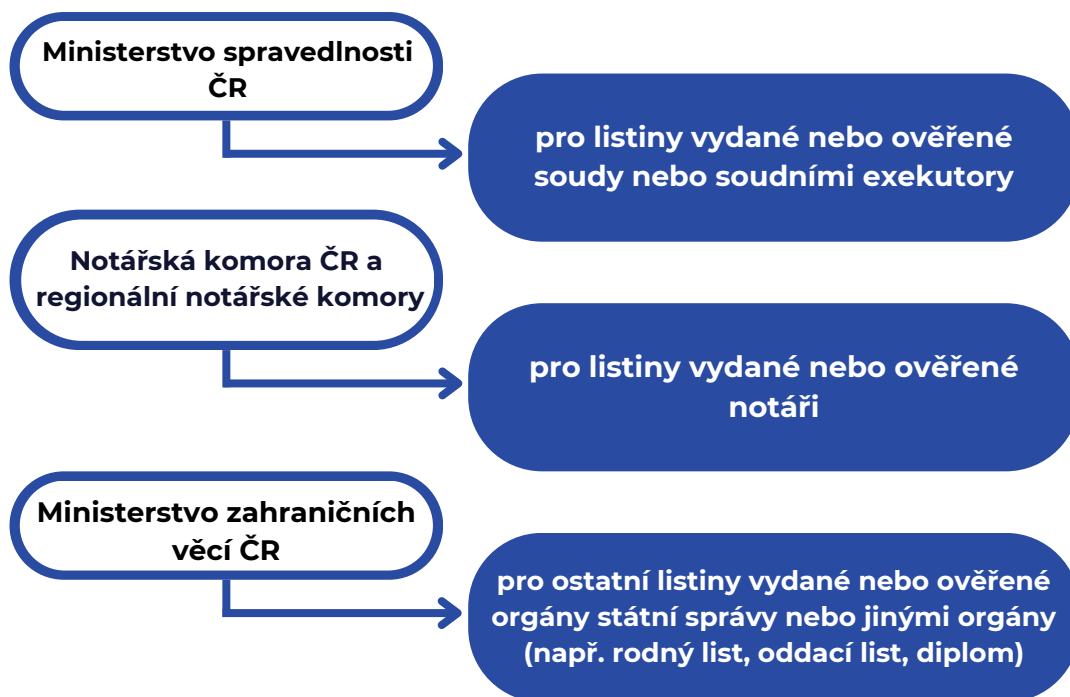 Ministerstvo spravedlnosti
ČR
pro listiny vydané nebo ověřené
soudy nebo soudními exekutory
Notářská komora ČR a
regionální notářské komory
pro listiny vydané nebo ověřené
notáři
Ministerstvo zahraničních
věcí ČR
pro ostatní listiny vydané nebo ověřené
orgány státní správy nebo jinými orgány
(např. rodný list, oddací list, diplom)